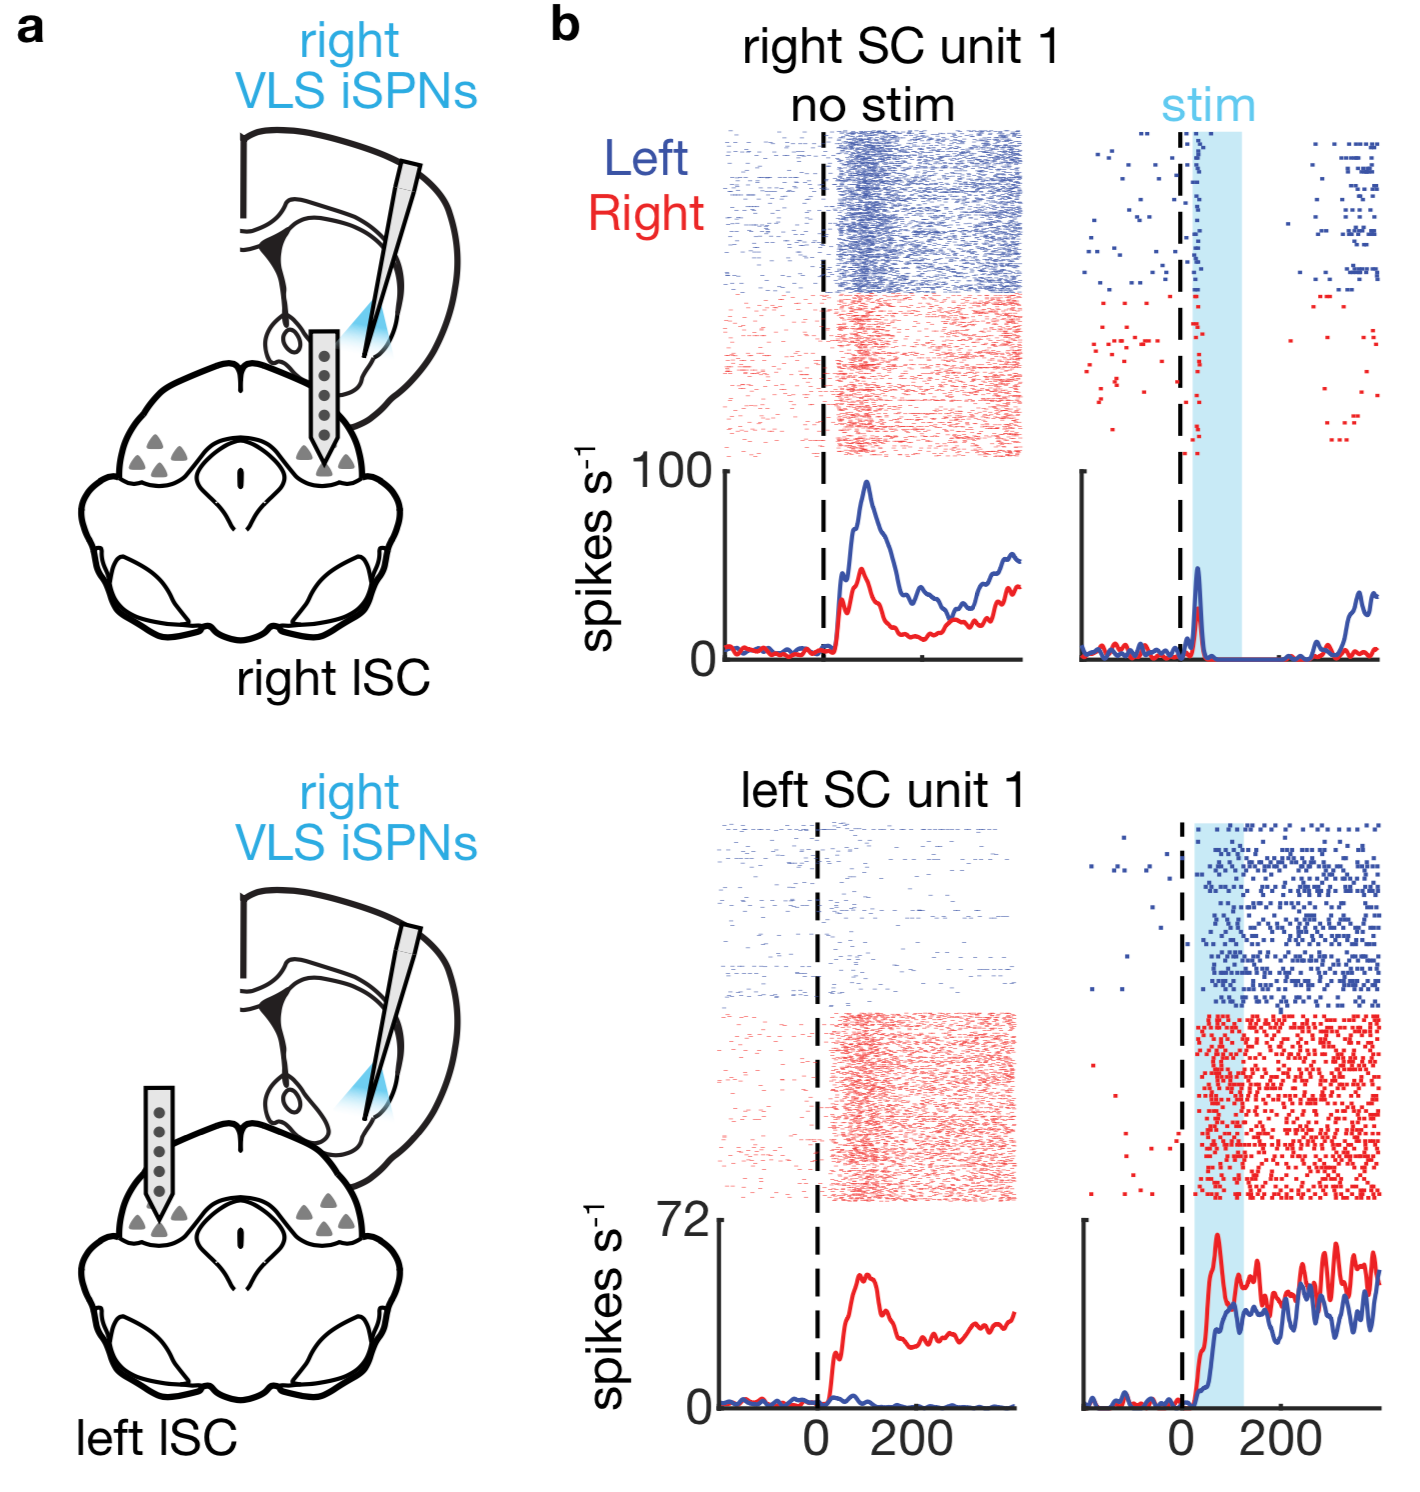 a
right
VLS iSPNs
right lSC
right
VLS iSPNs
left lSC
b
right SC unit 1
no stim
stim
Left
Right
100
spikes s-1
0
left SC unit 1
72
spikes s-1
0
0 200
0 200